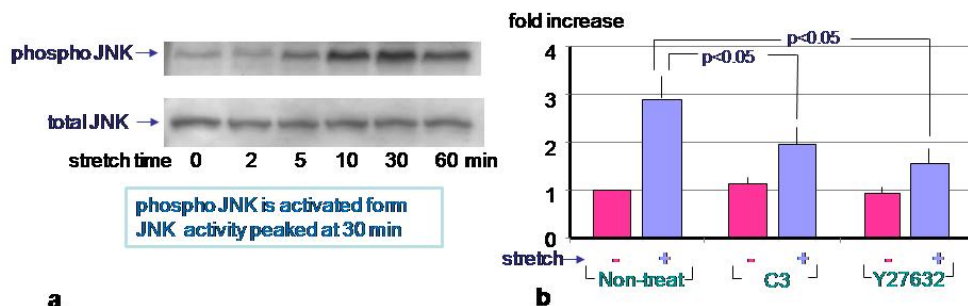 phospho JNK
total JNK
stretch time 0 2 5 10 30 60 min
phospho JNK is activated form
JNK activity peaked at 30 min
a
fold increase
4
3
2
1
0
p<0.05
p<0.05
stretch - + - + - +
Non-treat C3 Y27632
b